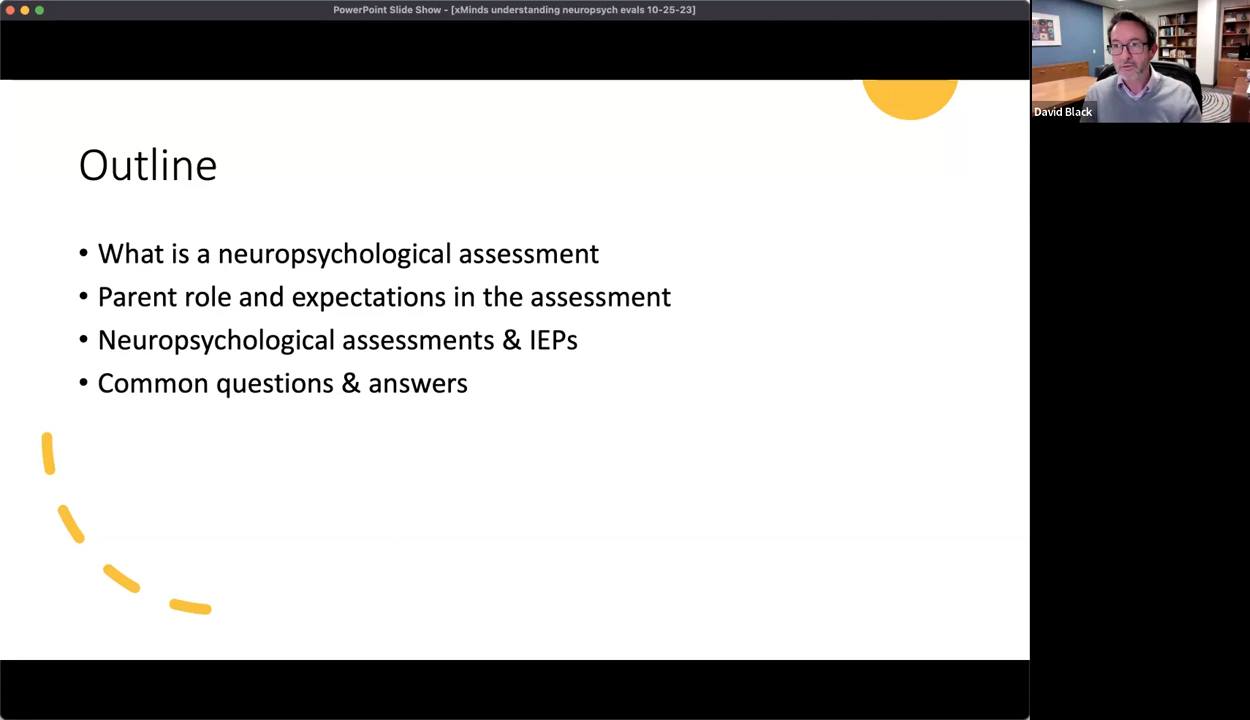 PowerPoint Slide Show - [xMinds understanding neuropsych evals 10-25-23]
David Black
Outline
• What is a neuropsychological assessment
• Parent role and expectations in the assessment
• Neuropsychological assessments & IEPs
• Common questions & answers